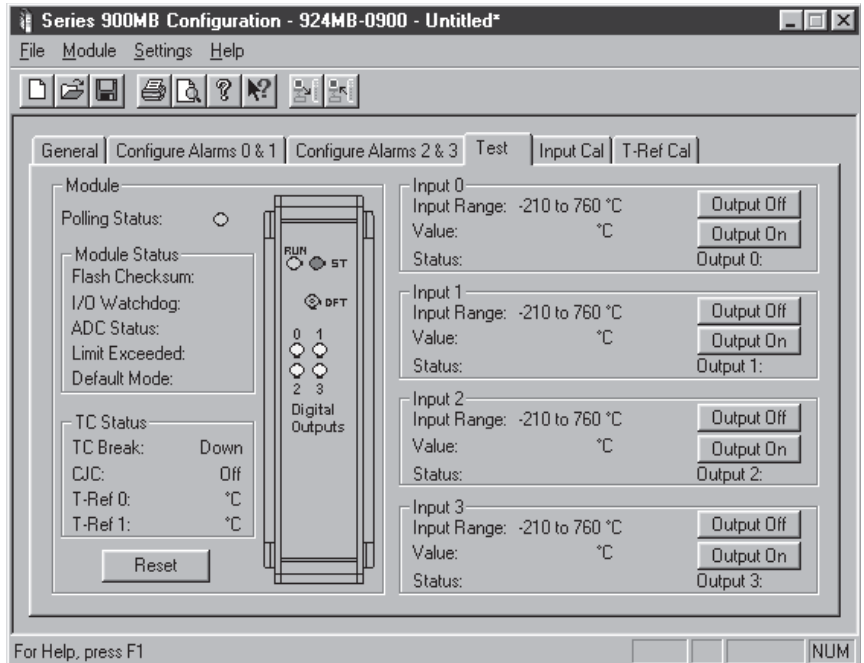 Series 900MB Configuration - 924MB-0900 - Untitled*
File Module Settings Help
General Configure Alarms 0 & 1 Configure Alarms 2 & 3 Test Input Cal T-Ref Cal
Module
Polling Status:
Module Status
Flash Checksum:
I/O Watchdog:
ADC Status:
Limit Exceeded:
Default Mode:
TC Status
TC Break: Down
CJC: Off
T-Ref 0: °C
T-Ref 1: °C
Reset
RUN
ST
DFT
0 1
2 3
Digital
Outputs
Input 0
Input Range: -210 to 760 °C Output Off
Value: °C Output On
Status: Output 0:
Input 1
Input Range: -210 to 760 °C Output Off
Value: °C Output On
Status: Output 1:
Input 2
Input Range: -210 to 760 °C Output Off
Value: °C Output On
Status: Output 2:
Input 3
Input Range: -210 to 760 °C Output Off
Value: °C Output On
Status: Output 3:
For Help, press F1 NUM